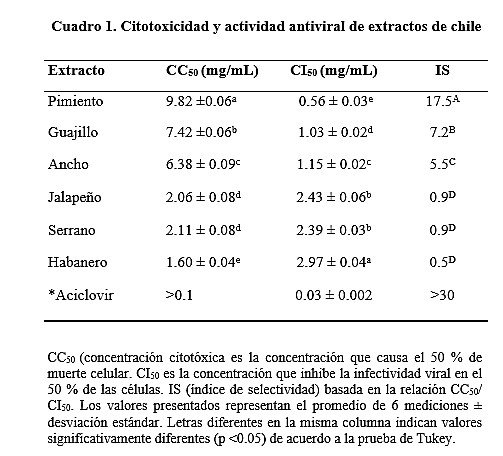 Cuadro 1. Citotoxicidad y actividad antiviral de extractos de chile
Extracto CC50 (mg/mL) CI50 (mg/mL) IS
Pimiento 9.82 ±0.06ᵃ 0.56 ± 0.03ᵉ 17.5ᴬ
Guajillo 7.42 ±0.06ᵇ 1.03 ± 0.02ᵈ 7.2ᴮ
Ancho 6.38 ± 0.09ᶜ 1.15 ± 0.02ᶜ 5.5ᶜ
Jalapeño 2.06 ± 0.08ᵈ 2.43 ± 0.06ᵇ 0.9ᴰ
Serrano 2.11 ± 0.08ᵈ 2.39 ± 0.03ᵇ 0.9ᴰ
Habanero 1.60 ± 0.04ᵉ 2.97 ± 0.04ᵃ 0.5ᴰ
*Aciclovir >0.1 0.03 ± 0.002 >30
CC50 (concentración citotóxica es la concentración que causa el 50 % de
muerte celular. CI50 es la concentración que inhibe la infectividad viral en el
50 % de las células. IS (índice de selectividad) basada en la relación CC50/
CI50. Los valores presentados representan el promedio de 6 mediciones ±
desviación estándar. Letras diferentes en la misma columna indican valores
significativamente diferentes (p <0.05) de acuerdo a la prueba de Tukey.